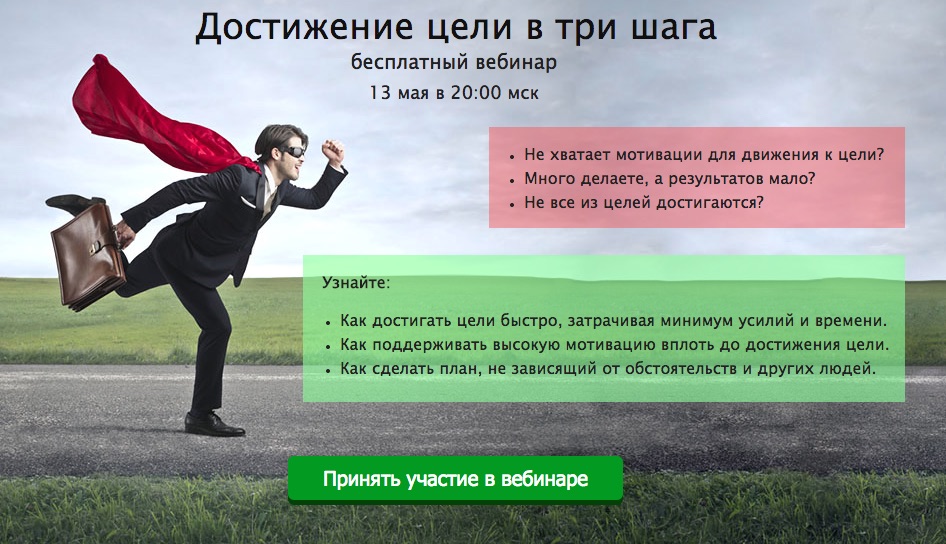 Достижение цели в три шага
бесплатный вебинар
13 мая в 20:00 мск
• Не хватает мотивации для движения к цели?
• Много делаете, а результатов мало?
• Не все из целей достигаются?
Узнайте:
• Как достигать цели быстро, затрачивая минимум усилий и времени.
• Как поддерживать высокую мотивацию вплоть до достижения цели.
• Как сделать план, не зависящий от обстоятельств и других людей.
Принять участие в вебинаре